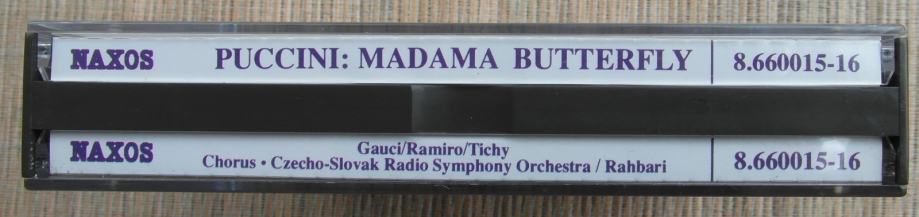 NAXOS PUCCINI: MADAMA BUTTERFLY 8.660015-16
NAXOS Gauci/Ramiro/Tichy 8.660015-16
Chorus • Czecho-Slovak Radio Symphony Orchestra / Rahbari